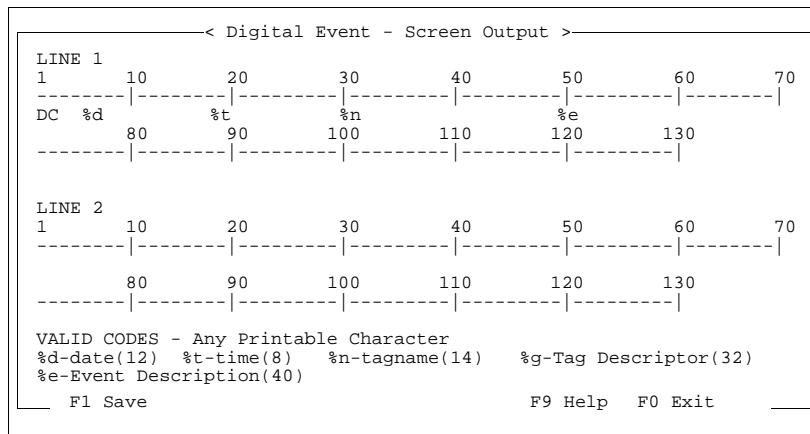 < Digital Event - Screen Output >
LINE 1
1 10 20 30 40 50 60 70
--------|---------|---------|---------|---------|---------|--------|
DC %d %t %n %e
80 90 100 110 120 130
--------|---------|---------|---------|---------|---------|
LINE 2
1 10 20 30 40 50 60 70
--------|---------|---------|---------|---------|---------|--------|
80 90 100 110 120 130
--------|---------|---------|---------|---------|---------|
VALID CODES - Any Printable Character
%d-date(12) %t-time(8) %n-tagname(14) %g-Tag Descriptor(32)
%e-Event Description(40)
F1 Save F9 Help F0 Exit